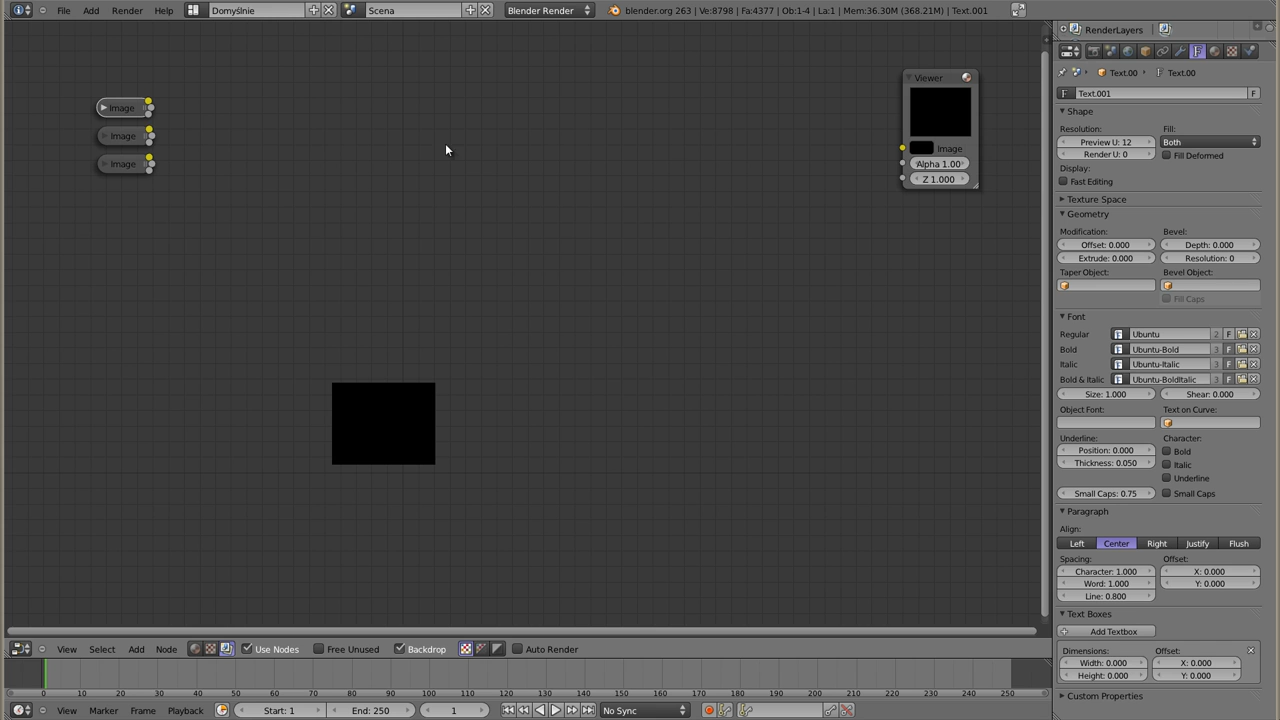 File Add Render Help Domyślnie Scena Blender Render blender.org 263 | Ve:8798 | Fa:4377 | Ob:1-4 | La:1 | Mem:36.30M (368.21M) | Text.001
RenderLayers
Text.00 Text.00
F Text.001 F
Shape
Resolution: Fill:
Preview U: 12 Both
Render U: 0 Fill Deformed
Display:
Fast Editing
Texture Space
Geometry
Modification: Bevel:
Offset: 0.000 Depth: 0.000
Extrude: 0.000 Resolution: 0
Taper Object: Bevel Object:
Fill Caps
Font
Regular Ubuntu 2 F
Bold Ubuntu-Bold 3 F
Italic Ubuntu-Italic 3 F
Bold & Italic Ubuntu-BoldItalic 3 F
Size: 1.000 Shear: 0.000
Object Font: Text on Curve:
Underline: Character:
Position: 0.000 Bold
Thickness: 0.050 Italic
Underline
Small Caps: 0.75 Small Caps
Paragraph
Align:
Left Center Right Justify Flush
Spacing: Offset:
Character: 1.000 X: 0.000
Word: 1.000 Y: 0.000
Line: 0.800
Text Boxes
Add Textbox
Dimensions: Offset:
Width: 0.000 X: 0.000
Height: 0.000 Y: 0.000
Custom Properties
Image
Image
Image
Viewer
Image
Alpha 1.00
Z 1.000
View Select Add Node Use Nodes Free Unused Backdrop Auto Render
0 10 20 30 40 50 60 70 80 90 100 110 120 130 140 150 160 170 180 190 200 210 220 230 240 250
View Marker Frame Playback Start: 1 End: 250 1 No Sync